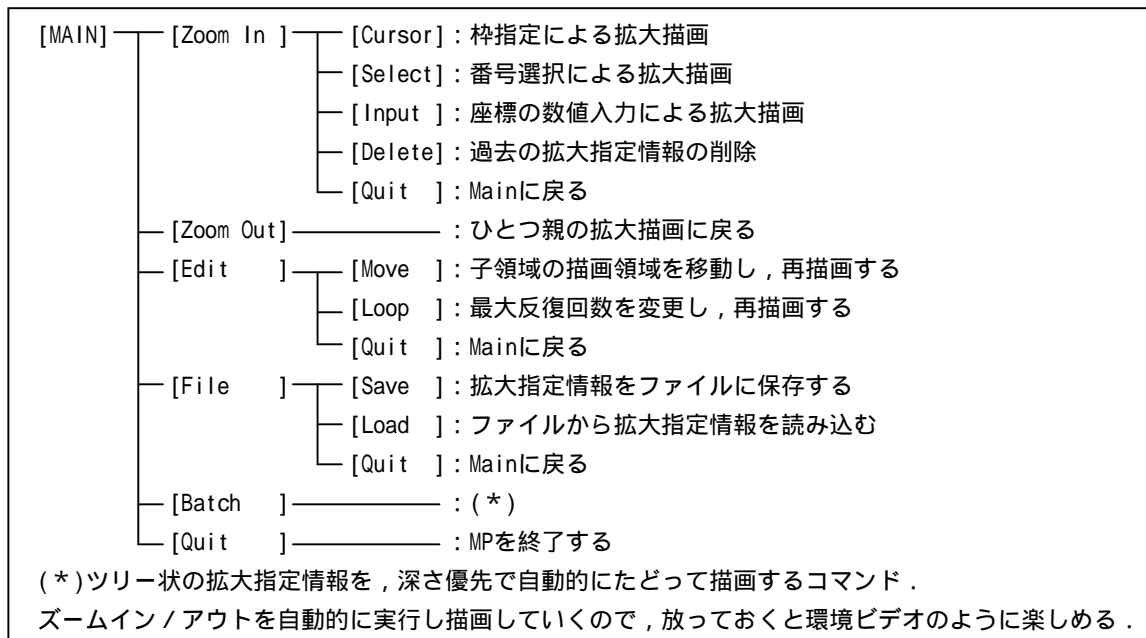 [MAIN] [Zoom In ] [Cursor]：枠指定による拡大描画
[Select]：番号選択による拡大描画
[Input ]：座標の数値入力による拡大描画
[Delete]：過去の拡大指定情報の削除
[Quit ]：Mainに戻る
[Zoom Out] ：ひとつ親の拡大描画に戻る
[Edit ] [Move ]：子領域の描画領域を移動し，再描画する
[Loop ]：最大反復回数を変更し，再描画する
[Quit ]：Mainに戻る
[File ] [Save ]：拡大指定情報をファイルに保存する
[Load ]：ファイルから拡大指定情報を読み込む
[Quit ]：Mainに戻る
[Batch ] ：(＊)
[Quit ] ：MPを終了する
(＊)ツリー状の拡大指定情報を，深さ優先で自動的にたどって描画するコマンド．
ズームイン／アウトを自動的に実行し描画していくので，放っておくと環境ビデオのように楽しめる．